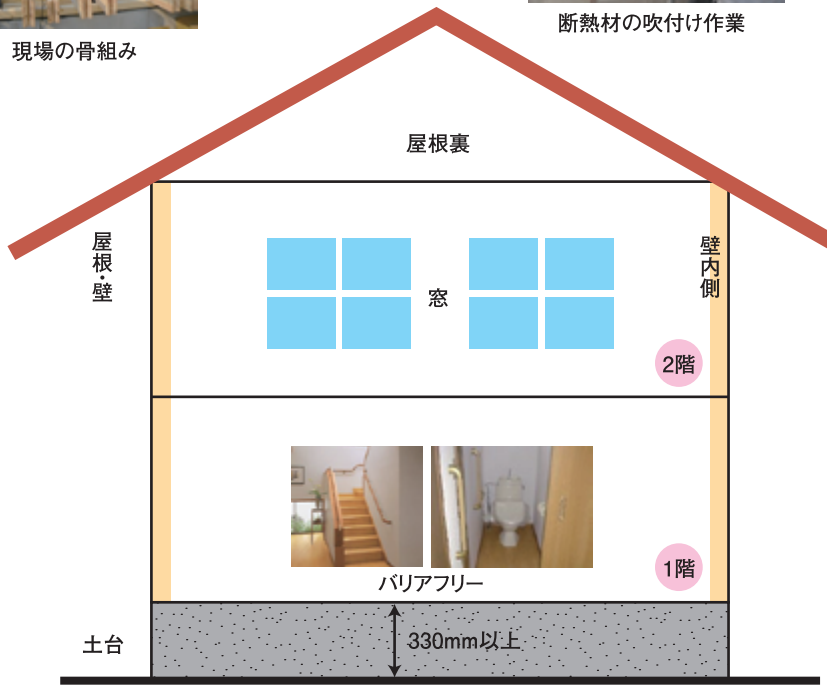 現場の骨組み
断熱材の吹付け作業
屋根裏
屋根・壁
窓
壁内側
2階
バリアフリー
1階
土台
330mm以上